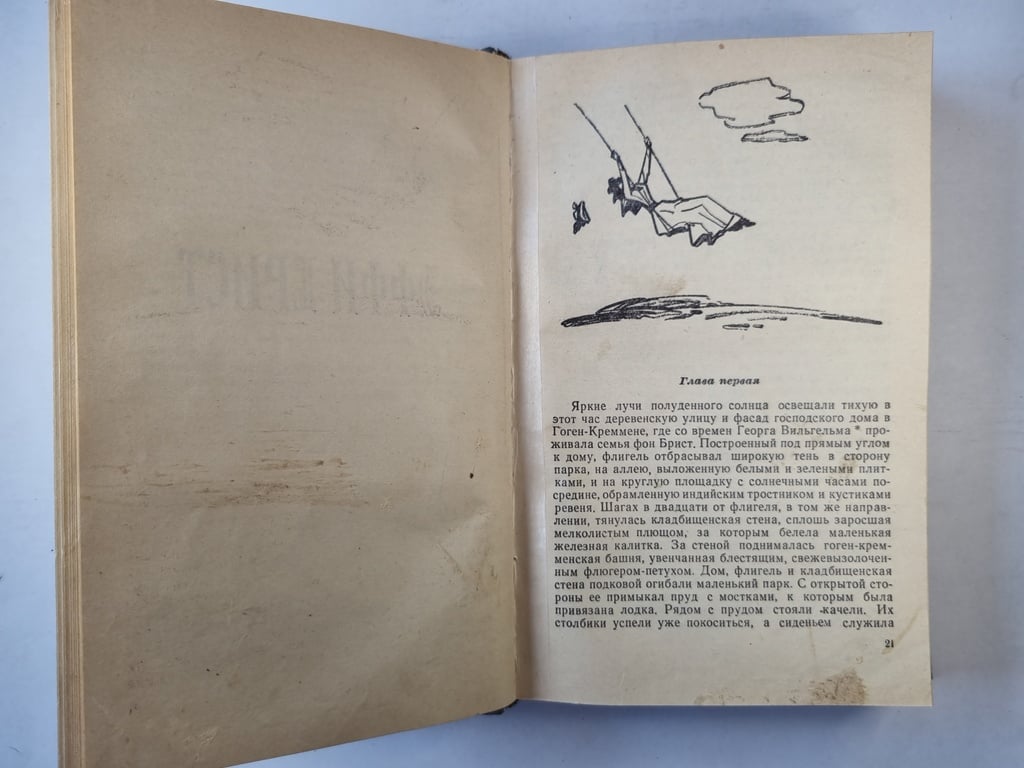 Глава первая
Яркие лучи полуденного солнца освещали тихую в
этот час деревенскую улицу и фасад господского дома в
Гоген-Креммене, где со времен Георга Вильгельма * про-
живала семья фон Брист. Построенный под прямым углом
к дому, флигель отбрасывал широкую тень в сторону
парка, на аллею, выложенную белыми и зелеными плит-
ками, и на круглую площадку с солнечными часами по-
средине, обрамленную индийским тростником и кустиками
ревеня. Шагах в двадцати от флигеля, в том же направ-
лении, тянулась кладбищенская стена, сплошь заросшая
мелколистым плющом, за которым белела маленькая
железная калитка. За стеной поднималась гоген-крем-
менская башня, увенчанная блестящим, свежевызолочен-
ным флюгером-петухом. Дом, флигель и кладбищенская
стена подковой огибали маленький парк. С открытой сто-
роны ее примыкал пруд с мостками, к которым была
привязана лодка. Рядом с прудом стояли качели. Их
столбики успели уже покоситься, а сиденьем служила
21